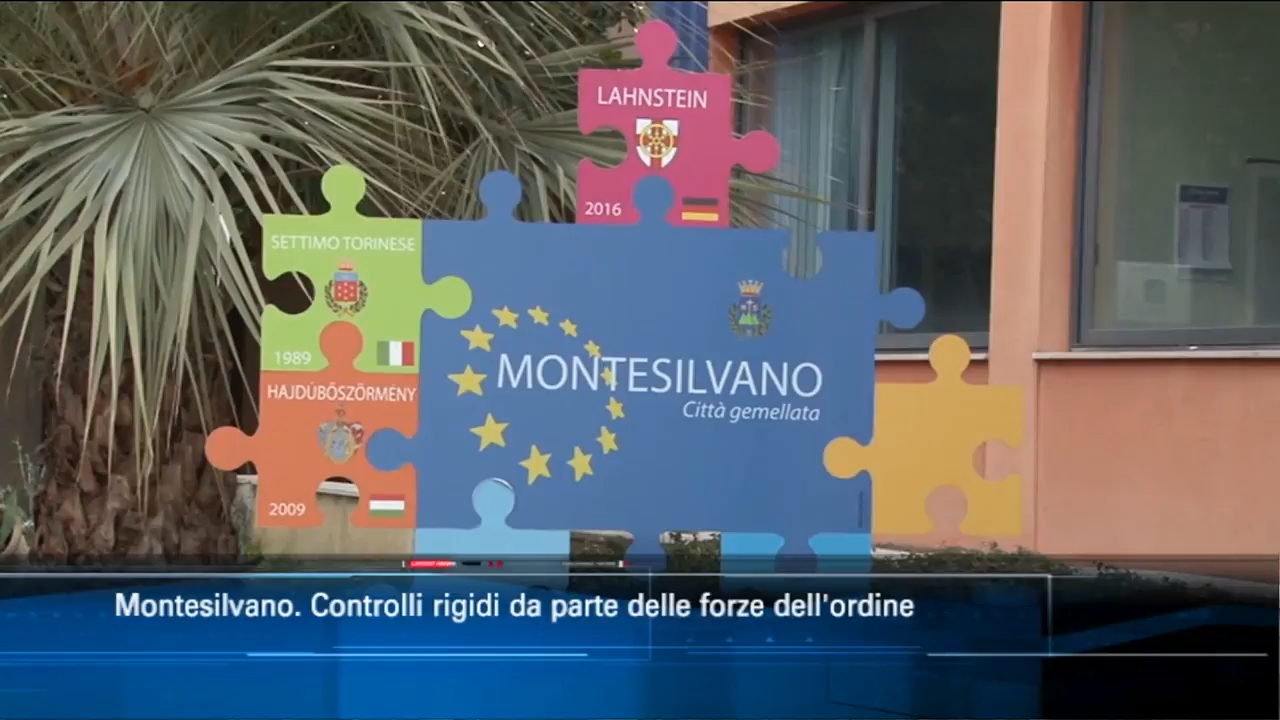 LAHNSTEIN
2016
SETTIMO TORINESE
1989
HAJDÚBÖSZÖRMÉNY
2009
MONTESILVANO
Città gemellata
Montesilvano. Controlli rigidi da parte delle forze dell'ordine